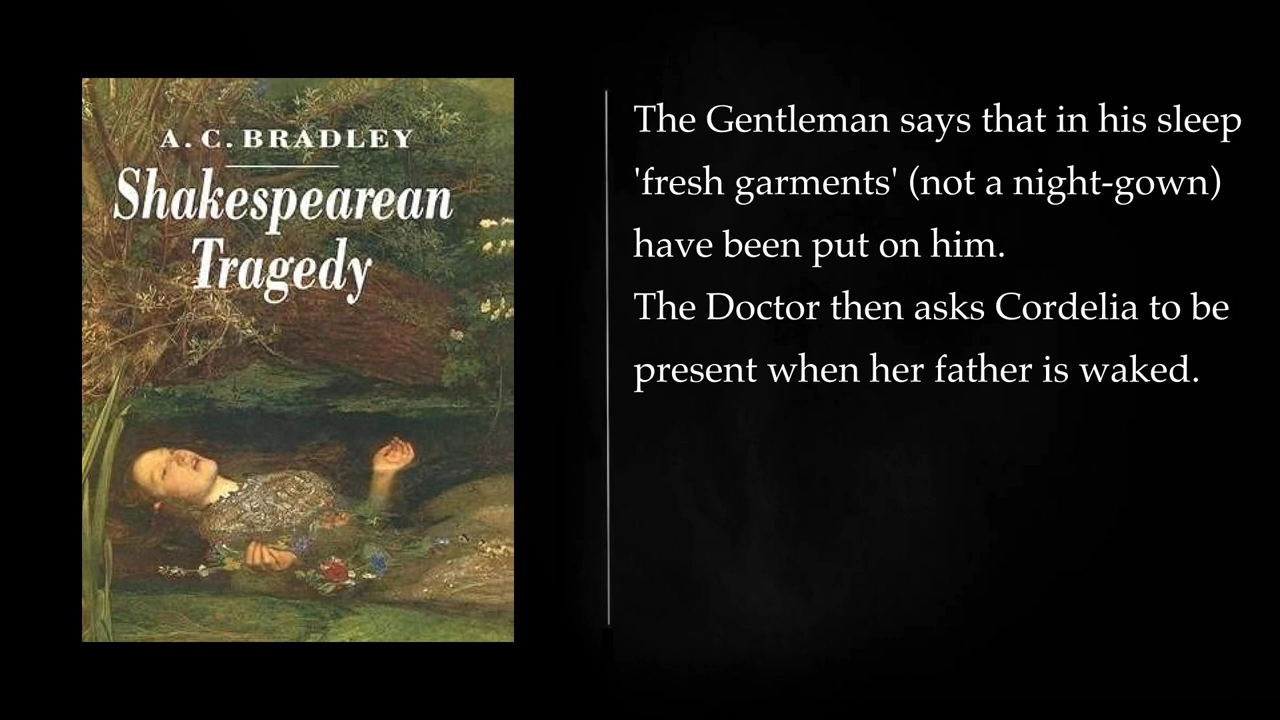 A. C. BRADLEY
Shakespearean
Tragedy
The Gentleman says that in his sleep
'fresh garments' (not a night-gown)
have been put on him.
The Doctor then asks Cordelia to be
present when her father is waked.